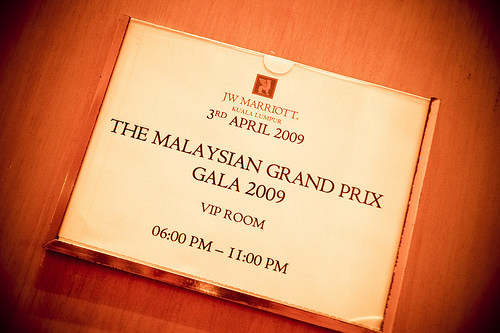 JW MARRIOTT.
KUALA LUMPUR
3RD APRIL 2009
THE MALAYSIAN GRAND PRIX
GALA 2009
VIP ROOM
06:00 PM – 11:00 PM